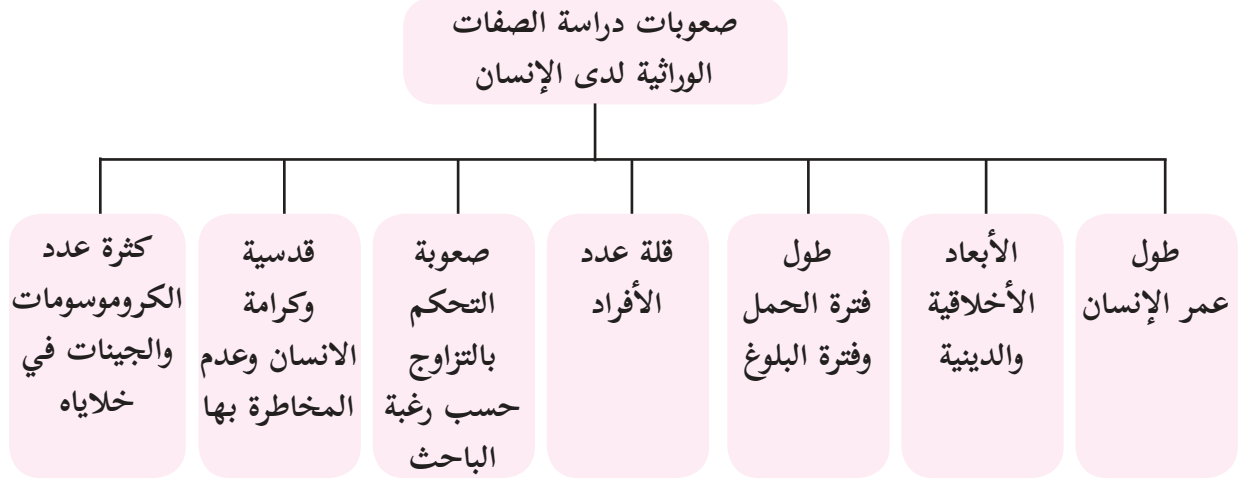 صعوبات دراسة الصفات
الوراثية لدى الإنسان
طول
عمر الإنسان
الأبعاد
الأخلاقية
والدينية
طول
فترة الحمل
وفترة البلوغ
قلة عدد
الأفراد
صعوبة
التحكم
بالتزاوج
حسب رغبة
الباحث
قدسية
وكرامة
الانسان وعدم
المخاطرة بها
كثرة عدد
الكروموسومات
والجينات في
خلاياه